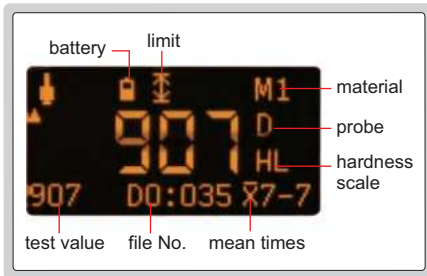 battery limit
M1 material
907 D probe
HL hardness
scale
907 D0:035 x̄7-7
test value file No. mean times